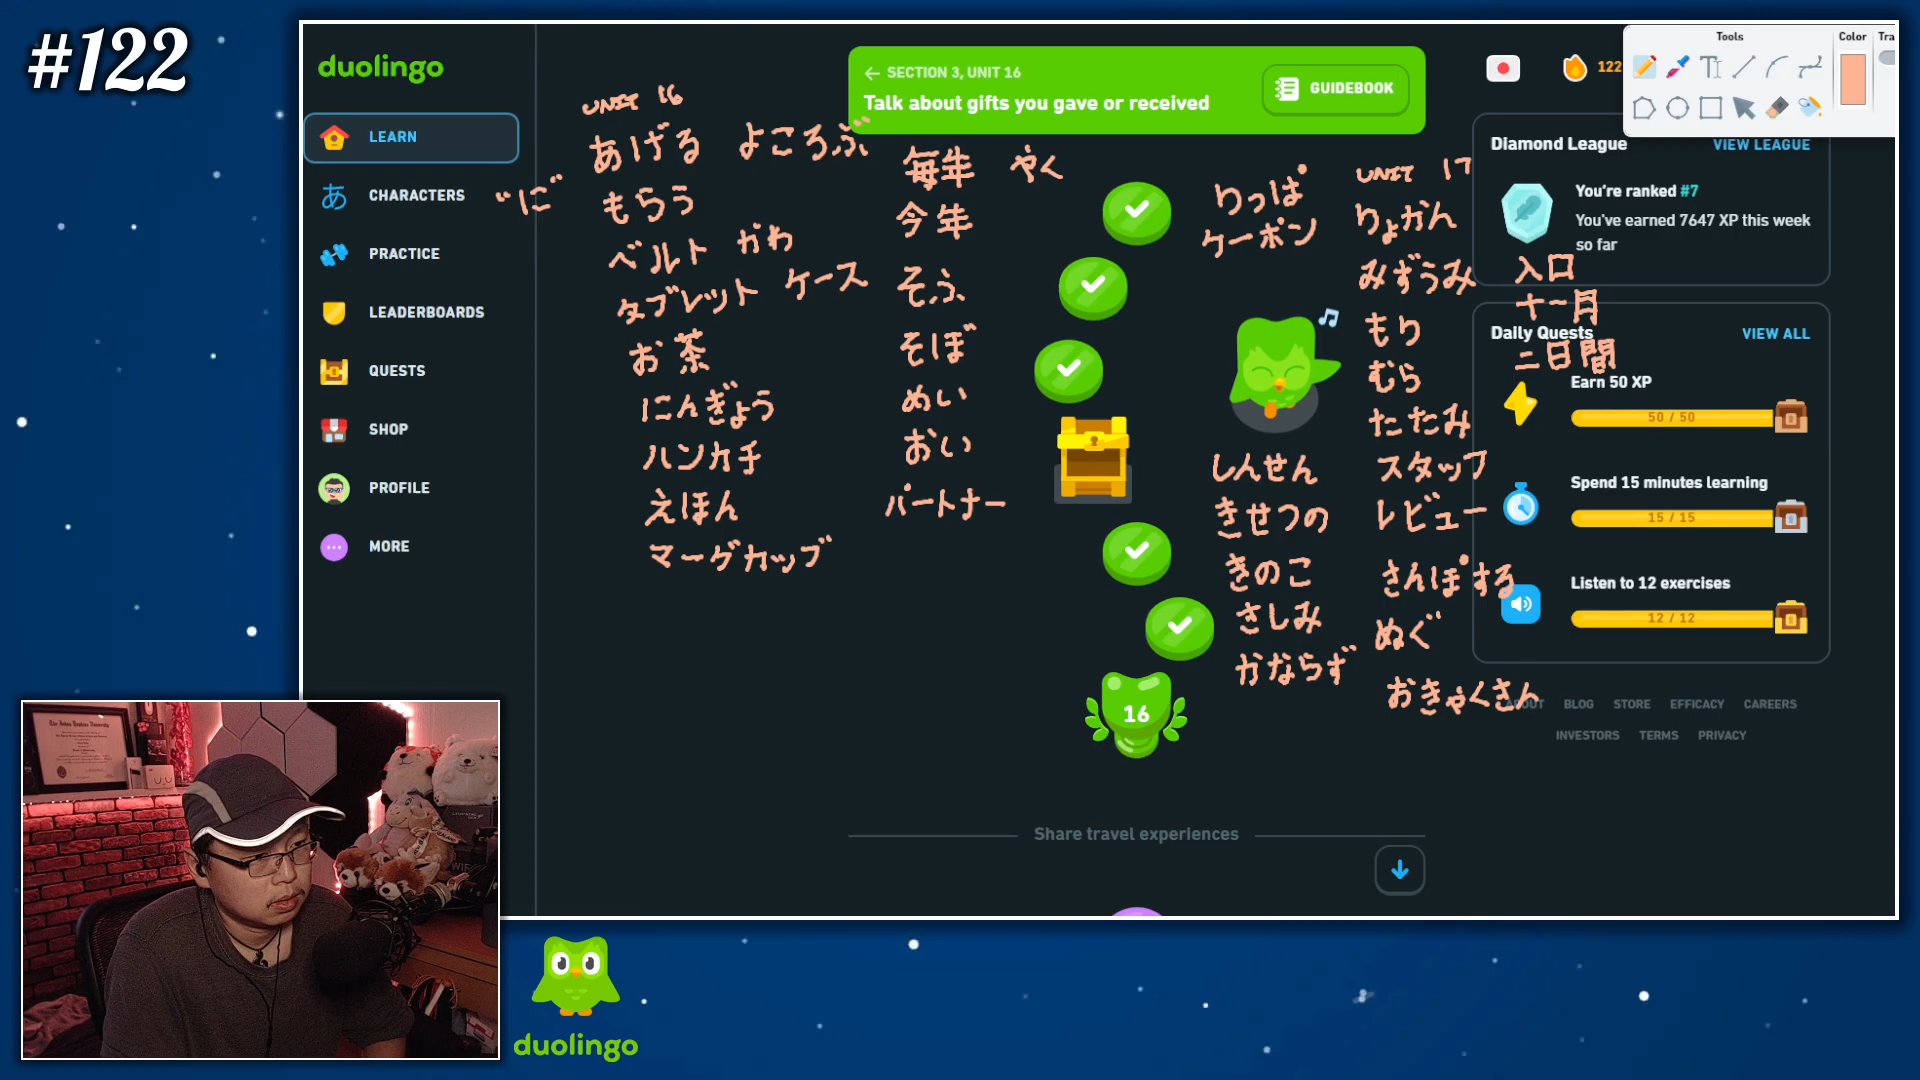 #122
duolingo
LEARN
CHARACTERS
PRACTICE
LEADERBOARDS
QUESTS
SHOP
PROFILE
MORE
SECTION 3, UNIT 16
Talk about gifts you gave or received
GUIDEBOOK
122
Tools
Color
Tra
UNIT 16
あげる よころぶ
"に" もらう
ベルト がわ
タブレット ケース
お茶
にんぎょう
ハンカチ
えほん
マーグカップ
毎年 やく
今年
そふ
そぼ
めい
おい
パートナー
りっぱ
クーポン
しんせん
きせつの
きのこ
さしみ
かならず
UNIT 17
りょかん
みずうみ
もり
むら
たたみ
スタッフ
レビュー
さんぽする
ぬぐ
おきゃくさん
入口
十一月
二日間
Diamond League
VIEW LEAGUE
You're ranked #7
You've earned 7647 XP this week
so far
Daily Quests
VIEW ALL
Earn 50 XP
50 / 50
Spend 15 minutes learning
15 / 15
Listen to 12 exercises
12 / 12
ABOUT BLOG STORE EFFICACY CAREERS
INVESTORS TERMS PRIVACY
16
Share travel experiences
duolingo